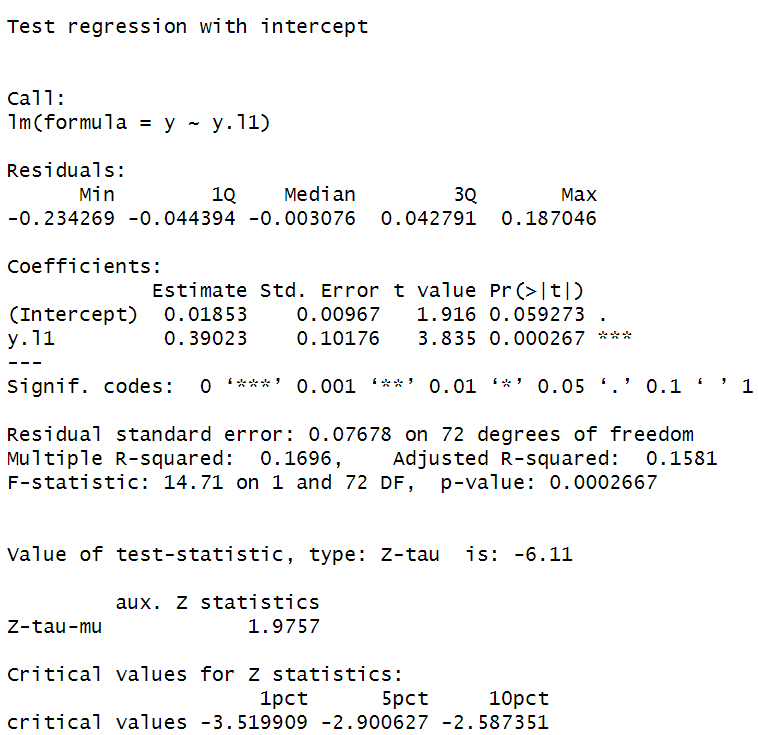 Test regression with intercept
Call:
lm(formula = y ~ y.l1)
Residuals:
      Min        1Q    Median        3Q       Max
-0.234269 -0.044394 -0.003076  0.042791  0.187046
Coefficients:
            Estimate Std. Error t value Pr(>|t|)
(Intercept)  0.01853    0.00967   1.916 0.059273 .
y.l1         0.39023    0.10176   3.835 0.000267 ***
---
Signif. codes:  0 ‘***’ 0.001 ‘**’ 0.01 ‘*’ 0.05 ‘.’ 0.1 ‘ ’ 1
Residual standard error: 0.07678 on 72 degrees of freedom
Multiple R-squared:  0.1696,    Adjusted R-squared:  0.1581
F-statistic: 14.71 on 1 and 72 DF,  p-value: 0.0002667
Value of test-statistic, type: Z-tau  is: -6.11
         aux. Z statistics
Z-tau-mu            1.9757
Critical values for Z statistics:
                     1pct      5pct     10pct
critical values -3.519909 -2.900627 -2.587351